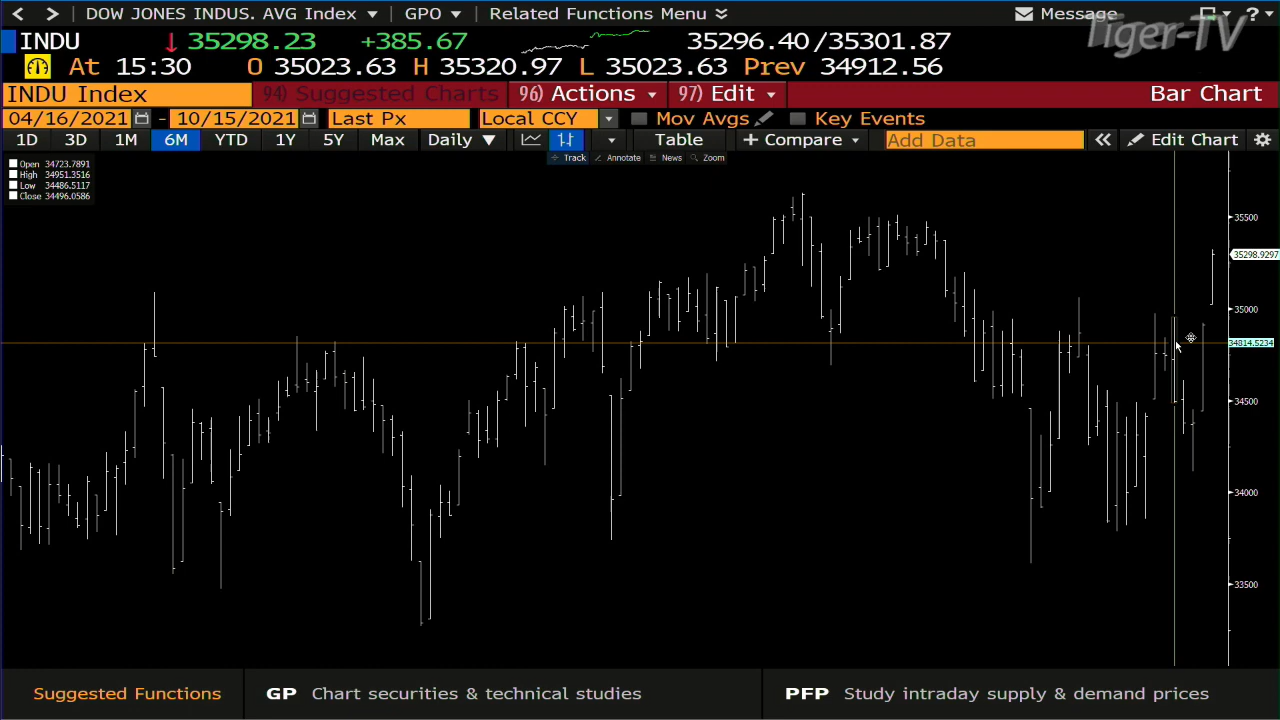 DOW JONES INDUS. AVG Index GPO Related Functions Menu Message ?
Tiger-TV
INDU 35298.23 +385.67 35296.40/35301.87
At 15:30 O 35023.63 H 35320.97 L 35023.63 Prev 34912.56
INDU Index 94) Suggested Charts 96) Actions 97) Edit Bar Chart
04/16/2021 - 10/15/2021 Last Px Local CCY Mov Avgs Key Events
1D 3D 1M 6M YTD 1Y 5Y Max Daily Table + Compare Add Data « Edit Chart
Track Annotate News Zoom
Open 34723.7891
High 34951.3516
Low 34486.5117
Close 34496.0586
35500
35298.9297
35000
34814.5234
34500
34000
33500
Suggested Functions GP Chart securities & technical studies PFP Study intraday supply & demand prices